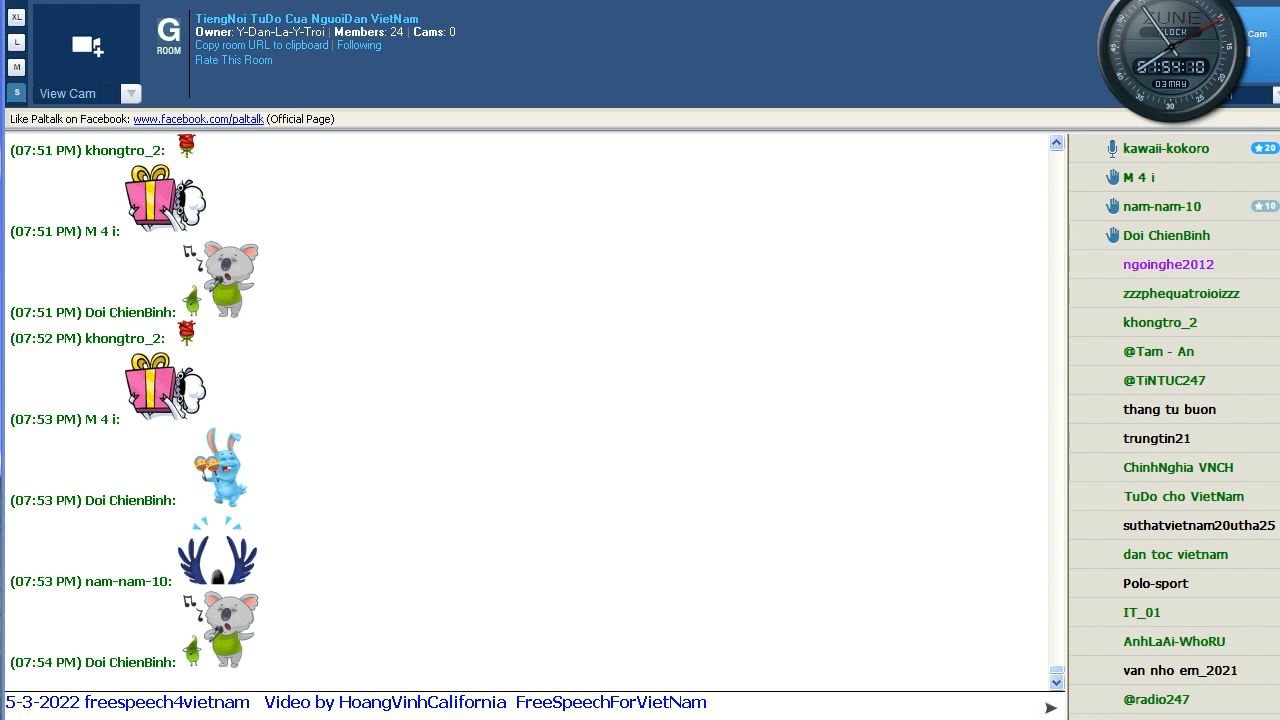 XL
L
M
S
View Cam
G
ROOM
TiengNoi TuDo Cua NguoiDan VietNam
Owner: Y-Dan-La-Y-Troi | Members: 24 | Cams: 0
Copy room URL to clipboard | Following
Rate This Room
XUNE
CLOCK
03 MAY
Cam
Like Paltalk on Facebook: www.facebook.com/paltalk (Official Page)
(07:51 PM) khongtro_2:
(07:51 PM) M 4 i:
(07:51 PM) Doi ChienBinh:
(07:52 PM) khongtro_2:
(07:53 PM) M 4 i:
(07:53 PM) Doi ChienBinh:
(07:53 PM) nam-nam-10:
(07:54 PM) Doi ChienBinh:
kawaii-kokoro ★20
M 4 i
nam-nam-10 ★10
Doi ChienBinh
ngoinghe2012
zzzphequatroioizzz
khongtro_2
@Tam - An
@TiNTUC247
thang tu buon
trungtin21
ChinhNghia VNCH
TuDo cho VietNam
suthatvietnam20utha25
dan toc vietnam
Polo-sport
IT_01
AnhLaAi-WhoRU
van nho em_2021
@radio247
5-3-2022 freespeech4vietnam Video by HoangVinhCalifornia FreeSpeechForVietNam